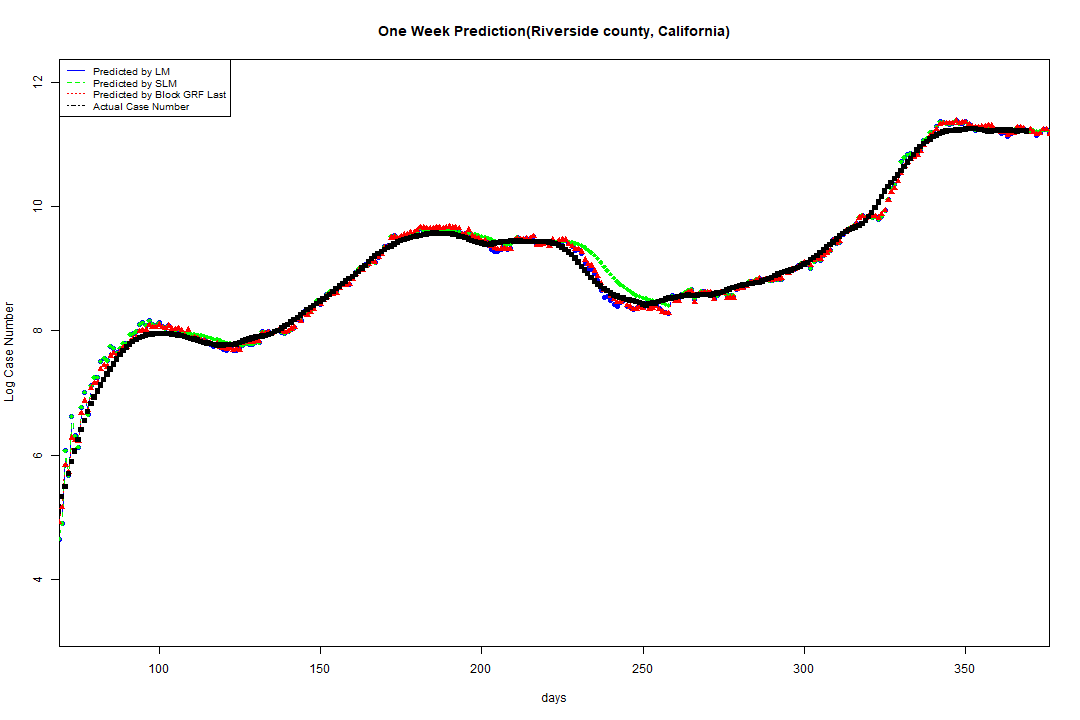 One Week Prediction(Riverside county, California)
Predicted by LM
Predicted by SLM
Predicted by Block GRF Last
Actual Case Number
12
10
8
6
4
Log Case Number
100 150 200 250 300 350
days